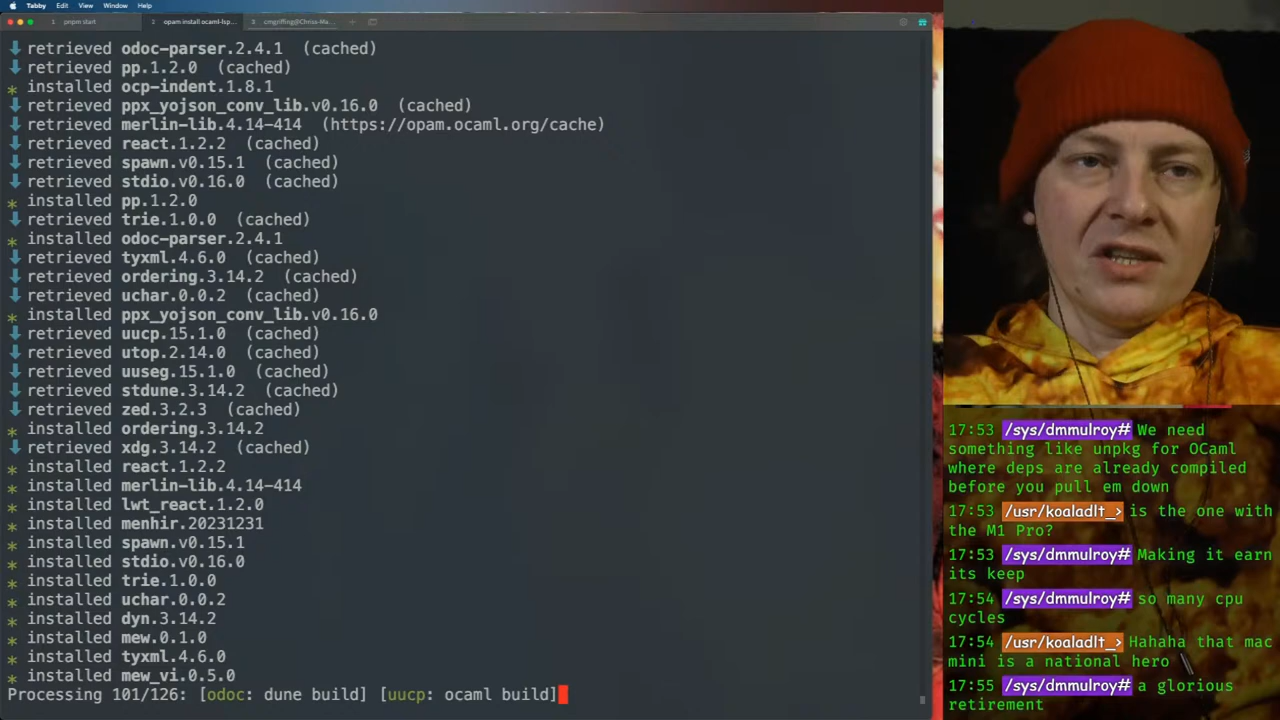 Tabby Edit View Window Help
1 pnpm start 2 opam install ocaml-lsp... 3 cmgriffing@Chriss-Ma... +
retrieved odoc-parser.2.4.1 (cached)
retrieved pp.1.2.0 (cached)
* installed ocp-indent.1.8.1
retrieved ppx_yojson_conv_lib.v0.16.0 (cached)
retrieved merlin-lib.4.14-414 (https://opam.ocaml.org/cache)
retrieved react.1.2.2 (cached)
retrieved spawn.v0.15.1 (cached)
retrieved stdio.v0.16.0 (cached)
* installed pp.1.2.0
retrieved trie.1.0.0 (cached)
* installed odoc-parser.2.4.1
retrieved tyxml.4.6.0 (cached)
retrieved ordering.3.14.2 (cached)
retrieved uchar.0.0.2 (cached)
* installed ppx_yojson_conv_lib.v0.16.0
retrieved uucp.15.1.0 (cached)
retrieved utop.2.14.0 (cached)
retrieved uuseg.15.1.0 (cached)
retrieved stdune.3.14.2 (cached)
retrieved zed.3.2.3 (cached)
* installed ordering.3.14.2
retrieved xdg.3.14.2 (cached)
* installed react.1.2.2
* installed merlin-lib.4.14-414
* installed lwt_react.1.2.0
* installed menhir.20231231
* installed spawn.v0.15.1
* installed stdio.v0.16.0
* installed trie.1.0.0
* installed uchar.0.0.2
* installed dyn.3.14.2
* installed mew.0.1.0
* installed tyxml.4.6.0
* installed mew_vi.0.5.0
Processing 101/126: [odoc: dune build] [uucp: ocaml build]
17:53 /sys/dmmulroy# We need
something like unpkg for OCaml
where deps are already compiled
before you pull em down
17:53 /usr/koaladlt_> is the one with
the M1 Pro?
17:53 /sys/dmmulroy# Making it earn
its keep
17:54 /sys/dmmulroy# so many cpu
cycles
17:54 /usr/koaladlt_> Hahaha that mac
mini is a national hero
17:55 /sys/dmmulroy# a glorious
retirement